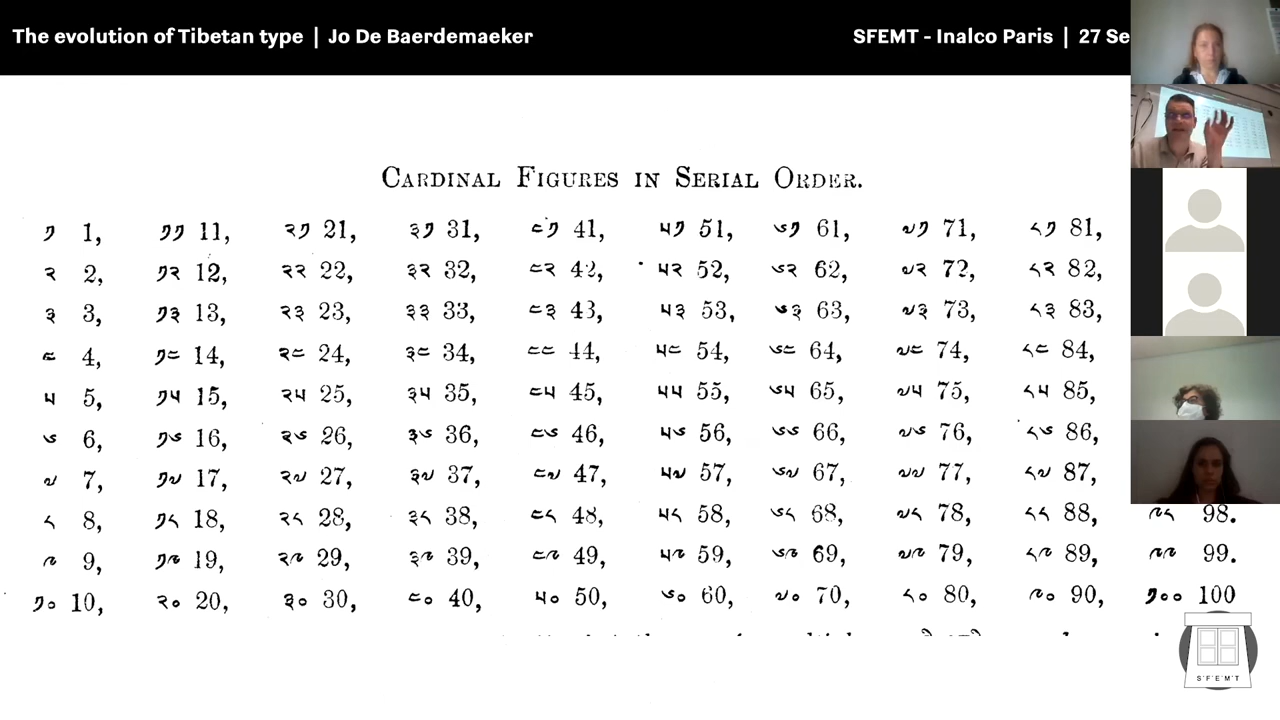 The evolution of Tibetan type | Jo De Baerdemaeker SFEMT - Inalco Paris | 27
CARDINAL FIGURES IN SERIAL ORDER.
༡ 1, ༡༡ 11, ༢༡ 21, ༣༡ 31, ༤༡ 41, ༥༡ 51, ༦༡ 61, ༧༡ 71, ༨༡ 81,
༢ 2, ༡༢ 12, ༢༢ 22, ༣༢ 32, ༤༢ 42, ༥༢ 52, ༦༢ 62, ༧༢ 72, ༨༢ 82,
༣ 3, ༡༣ 13, ༢༣ 23, ༣༣ 33, ༤༣ 43, ༥༣ 53, ༦༣ 63, ༧༣ 73, ༨༣ 83,
༤ 4, ༡༤ 14, ༢༤ 24, ༣༤ 34, ༤༤ 44, ༥༤ 54, ༦༤ 64, ༧༤ 74, ༨༤ 84,
༥ 5, ༡༥ 15, ༢༥ 25, ༣༥ 35, ༤༥ 45, ༥༥ 55, ༦༥ 65, ༧༥ 75, ༨༥ 85,
༦ 6, ༡༦ 16, ༢༦ 26, ༣༦ 36, ༤༦ 46, ༥༦ 56, ༦༦ 66, ༧༦ 76, ༨༦ 86,
༧ 7, ༡༧ 17, ༢༧ 27, ༣༧ 37, ༤༧ 47, ༥༧ 57, ༦༧ 67, ༧༧ 77, ༨༧ 87,
༨ 8, ༡༨ 18, ༢༨ 28, ༣༨ 38, ༤༨ 48, ༥༨ 58, ༦༨ 68, ༧༨ 78, ༨༨ 88, ༩༨ 98.
༩ 9, ༡༩ 19, ༢༩ 29, ༣༩ 39, ༤༩ 49, ༥༩ 59, ༦༩ 69, ༧༩ 79, ༨༩ 89, ༩༩ 99.
༡༠ 10, ༢༠ 20, ༣༠ 30, ༤༠ 40, ༥༠ 50, ༦༠ 60, ༧༠ 70, ༨༠ 80, ༩༠ 90, ༡༠༠ 100
S·F·E·M·T